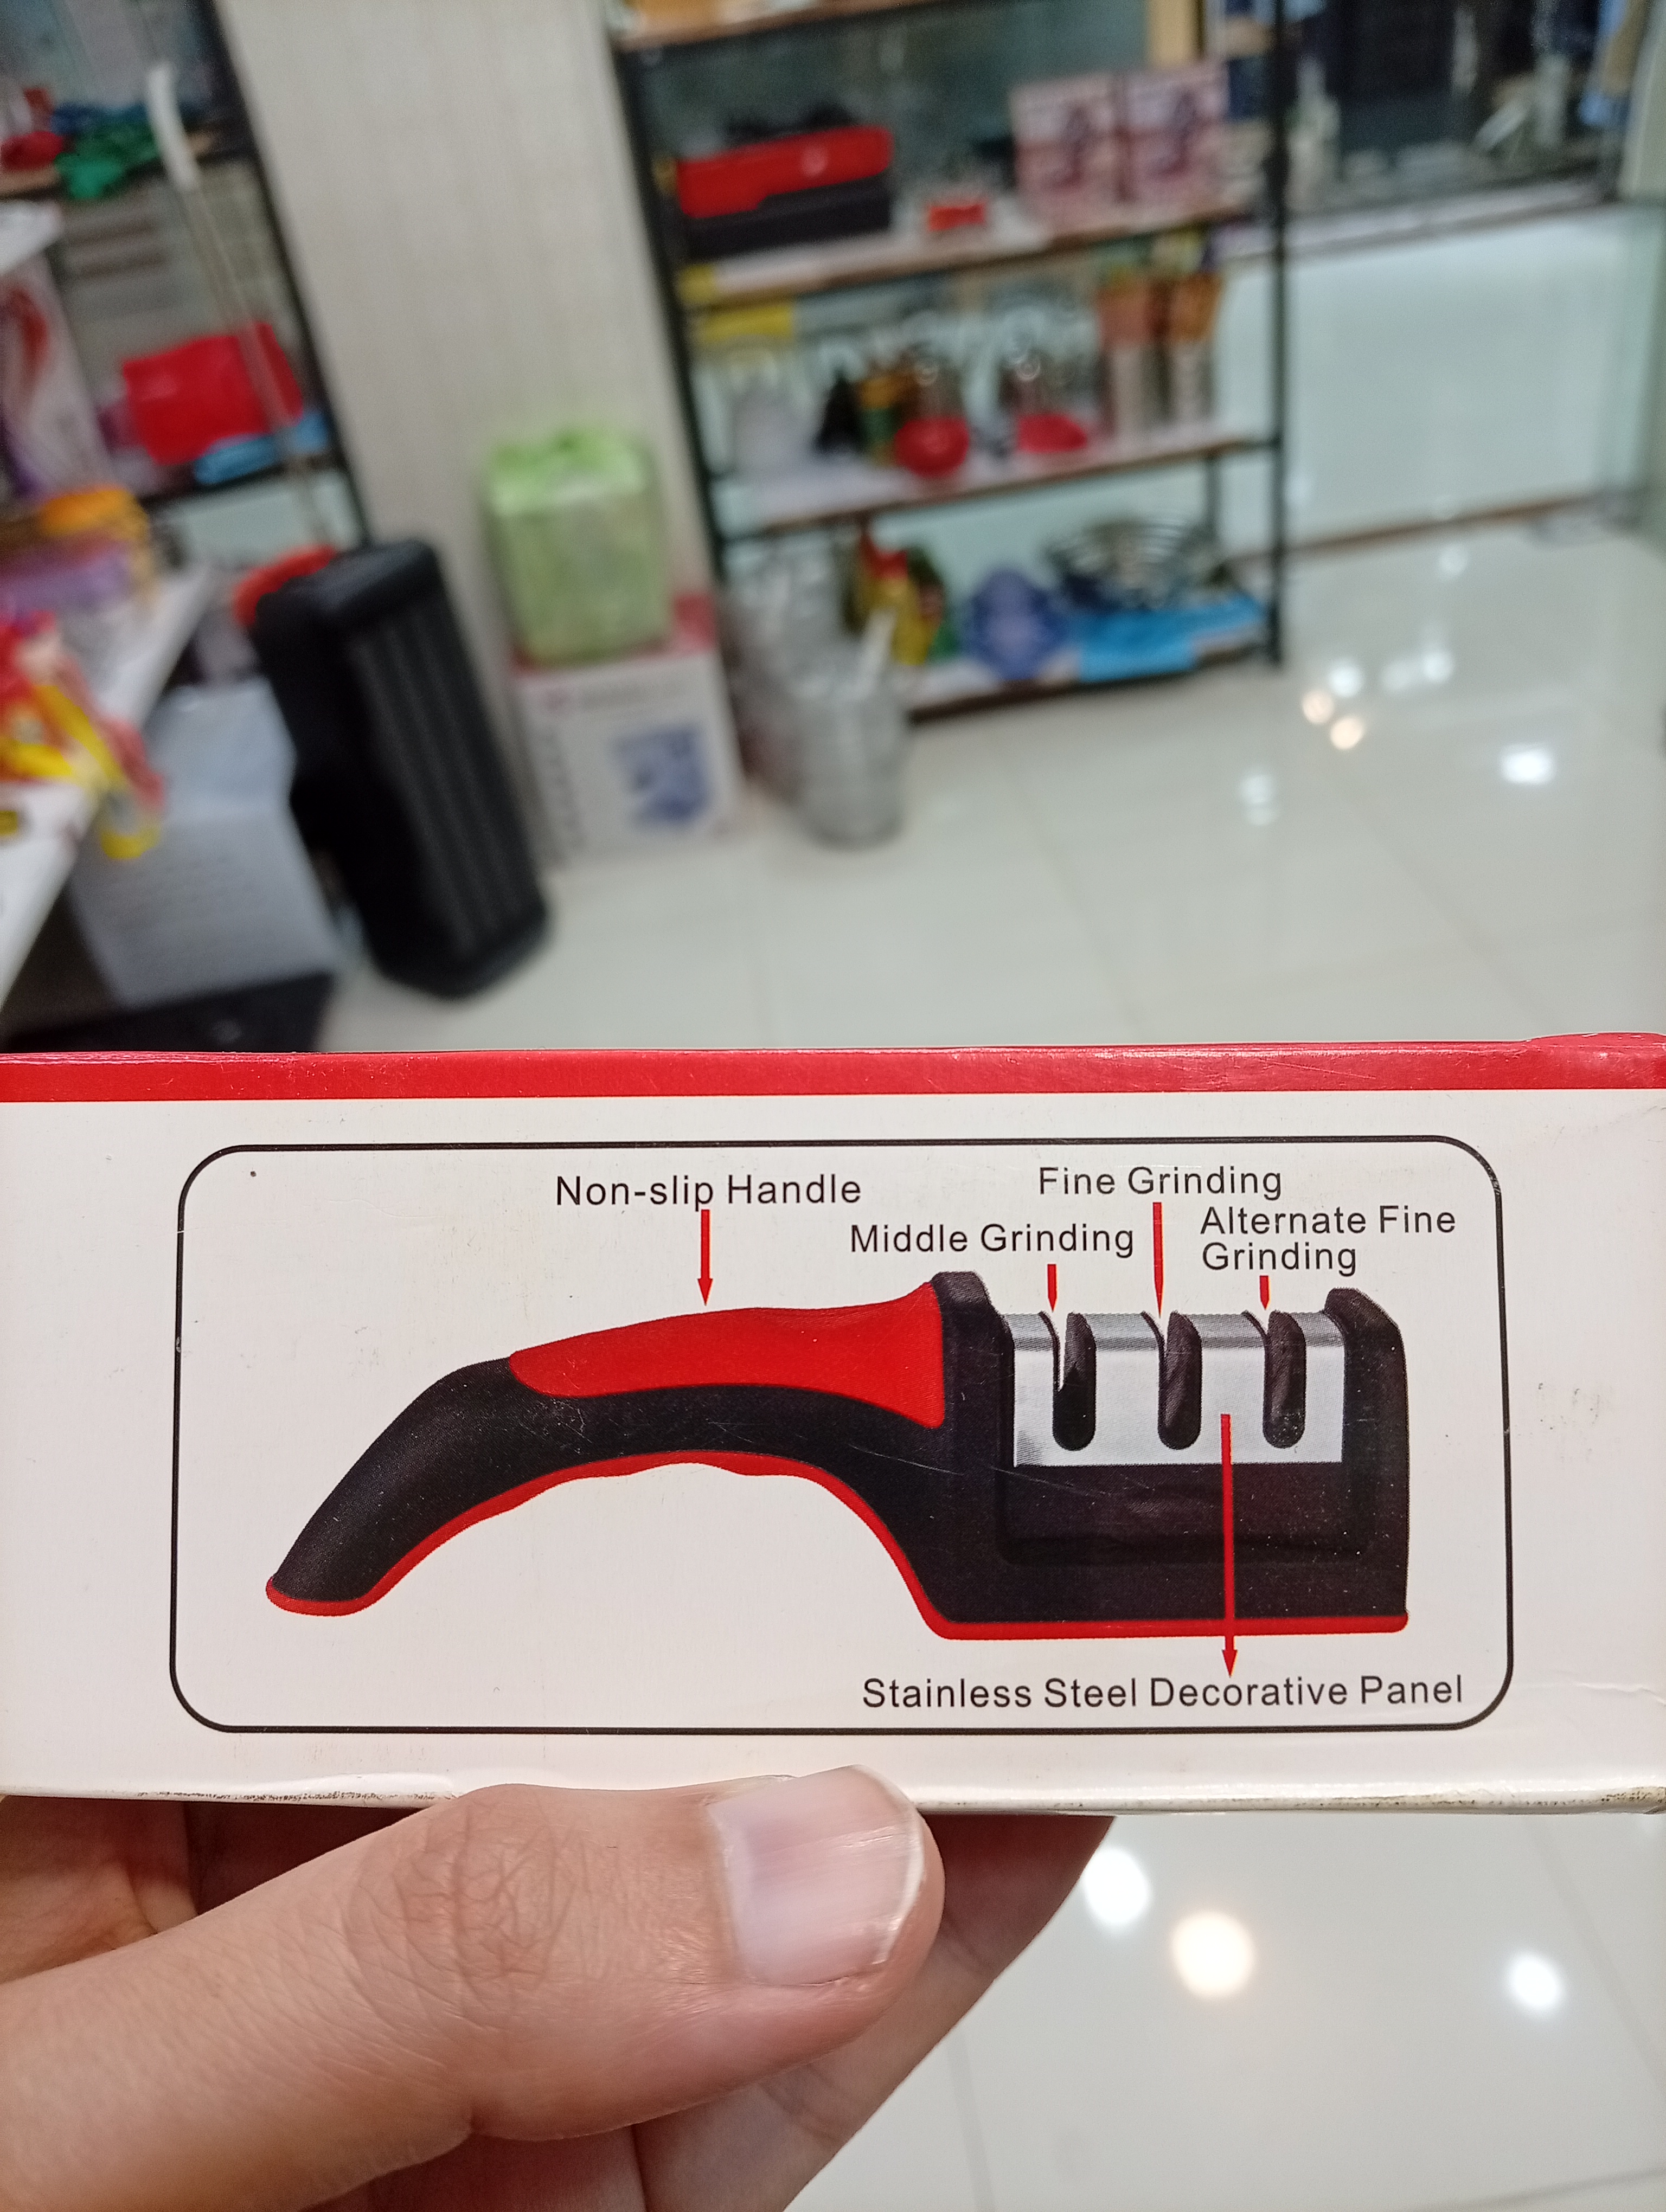 Non-slip Handle
Fine Grinding
Middle Grinding
Alternate Fine
Grinding
Stainless Steel Decorative Panel